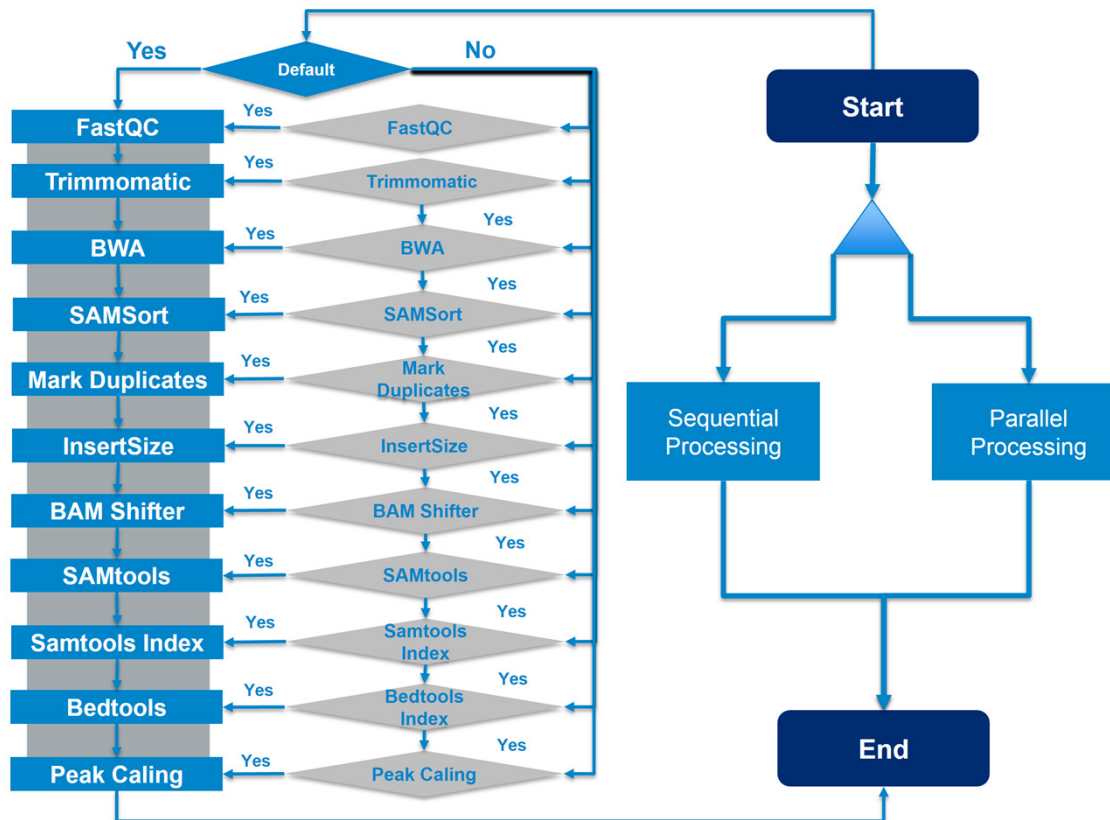 Yes
No
Default
Start
FastQC
Yes
FastQC
Trimmomatic
Yes
Trimmomatic
Yes
BWA
Yes
BWA
Yes
SAMSort
Yes
SAMSort
Yes
Mark Duplicates
Yes
Mark
Duplicates
Yes
InsertSize
Yes
InsertSize
Yes
BAM Shifter
Yes
BAM Shifter
Yes
SAMtools
Yes
SAMtools
Yes
Samtools Index
Yes
Samtools
Index
Yes
Bedtools
Yes
Bedtools
Index
Yes
Peak Caling
Yes
Peak Caling
Sequential
Processing
Parallel
Processing
End